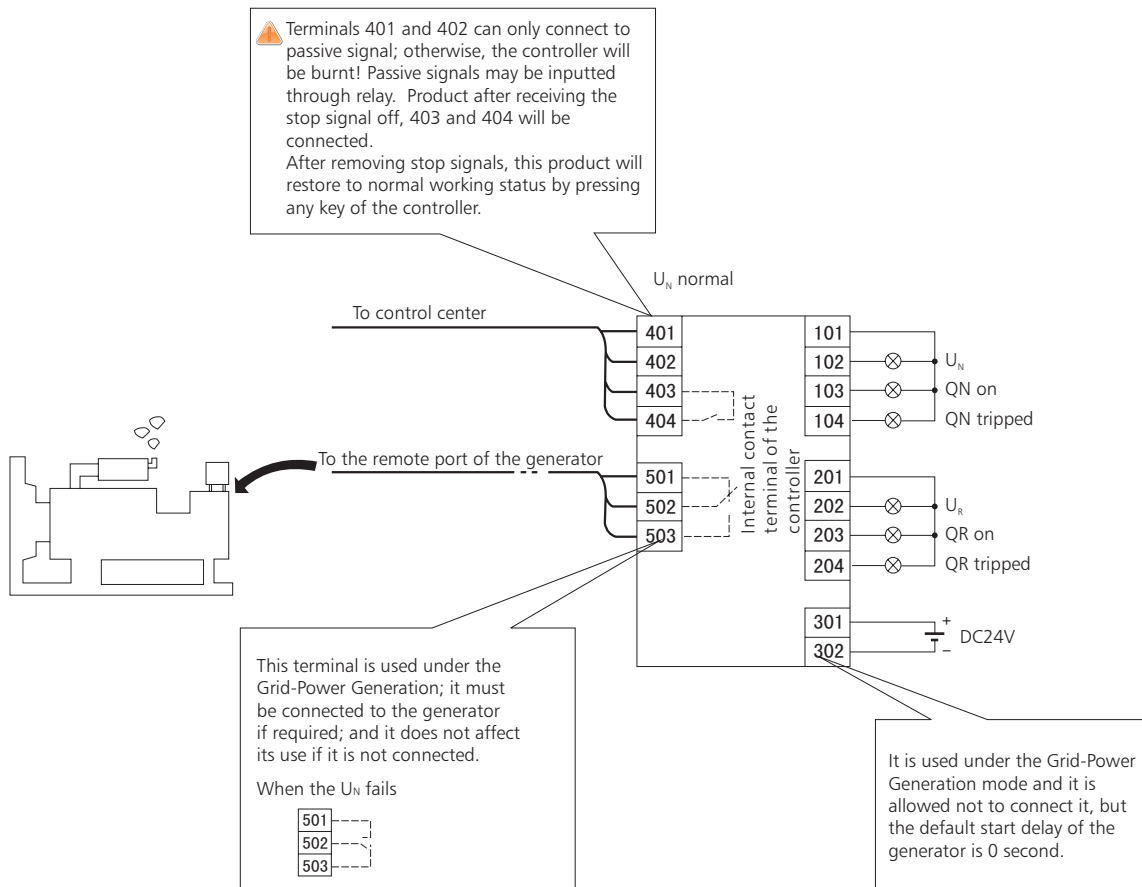 Terminals 401 and 402 can only connect to
passive signal; otherwise, the controller will
be burnt! Passive signals may be inputted
through relay. Product after receiving the
stop signal off, 403 and 404 will be
connected.
After removing stop signals, this product will
restore to normal working status by pressing
any key of the controller.
UN normal
To control center
401
402
403
404
To the remote port of the generator
501
502
503
Internal contact
terminal of the
controller
101
102
103
104
UN
QN on
QN tripped
201
202
203
204
UR
QR on
QR tripped
301
302
+
−
DC24V
This terminal is used under the
Grid-Power Generation; it must
be connected to the generator
if required; and it does not affect
its use if it is not connected.
When the UN fails
501
502
503
It is used under the Grid-Power
Generation mode and it is
allowed not to connect it, but
the default start delay of the
generator is 0 second.